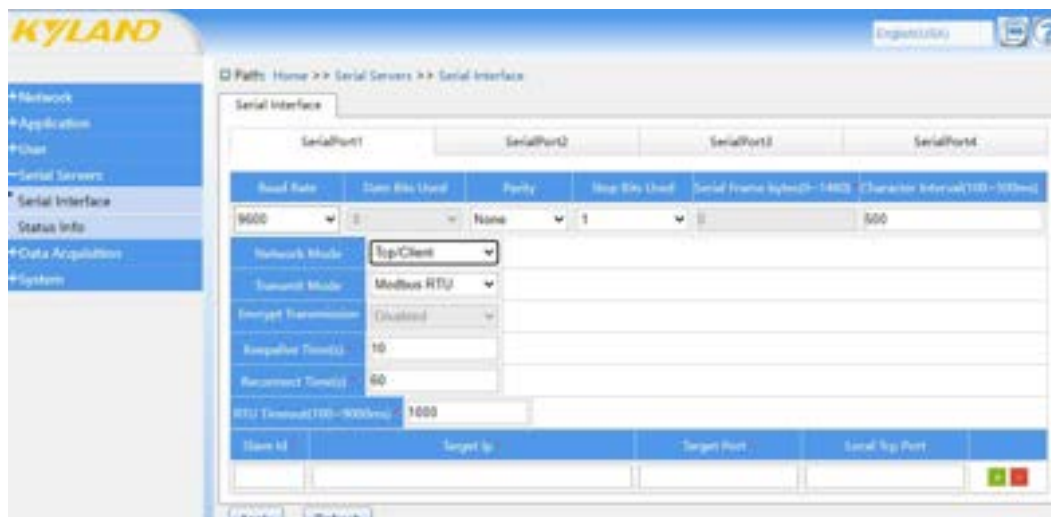 KYLAND
English(USA)
Path: Home >> Serial Servers >> Serial Interface
+Network
+Application
+User
−Serial Servers
Serial Interface
Status Info
+Data Acquisition
+System
Serial Interface
SerialPort1 SerialPort2 SerialPort3 SerialPort4
Baud Rate Data Bits Used Parity Stop Bits Used Serial Frame bytes(0~1460) Character Interval(100~500ms)
9600 8 None 1 0 500
Network Mode Tcp/Client
Transmit Mode Modbus RTU
Encrypt Transmission Disabled
Keepalive Time(s) 10
Reconnect Time(s) 60
RTU Timeout(100~9000ms) * 1000
Slave Id Target Ip Target Port Local Tcp Port
+ −
Apply Refresh